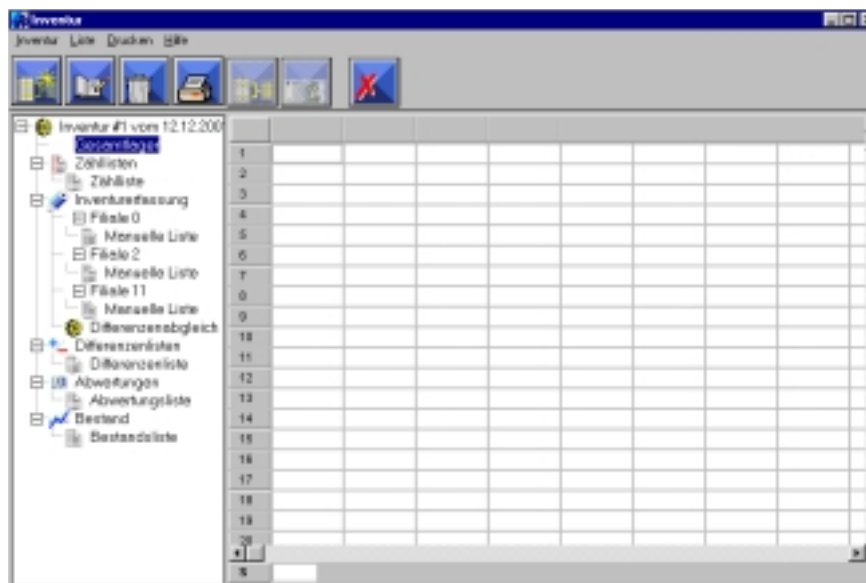 Inventur
Inventur Liste Drucken Hilfe
Inventur #1 vom 12.12.200
Gesamtlager
Zähllisten
Zählliste
Inventurerfassung
Filiale 0
Manuelle Liste
Filiale 2
Manuelle Liste
Filiale 11
Manuelle Liste
Differenzenabgleich
Differenzenlisten
Differenzenliste
Abwertungen
Abwertungsliste
Bestand
Bestandsliste
1
2
3
4
5
6
7
8
9
10
11
12
13
14
15
16
17
18
19
20
S